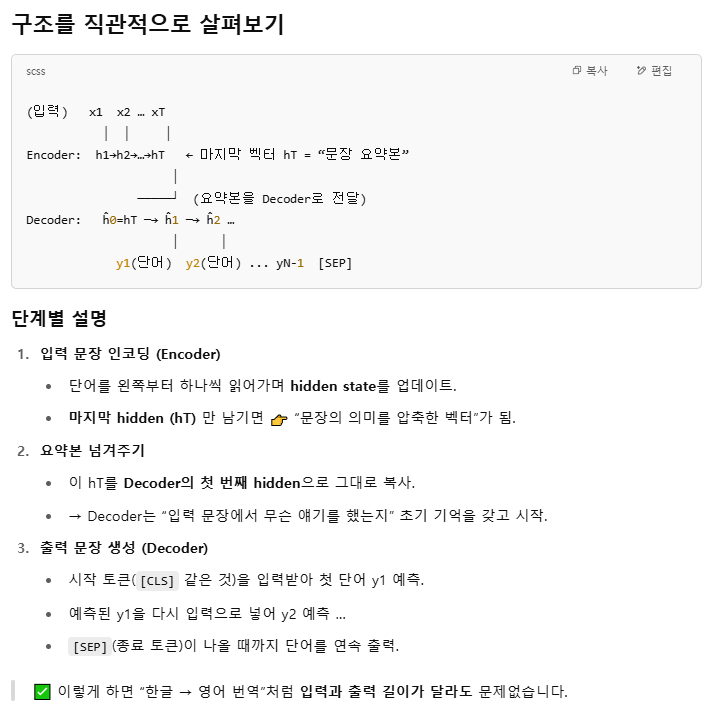 구조를 직관적으로 살펴보기
scss 복사 편집
(입력) x1 x2 … xT
│ │ │
Encoder: h1→h2→…→hT ← 마지막 벡터 hT = “문장 요약본”
│
─────┘ (요약본을 Decoder로 전달)
Decoder: ĥ0=hT ─→ ĥ1 ─→ ĥ2 …
│ │
y1(단어) y2(단어) ... yN-1 [SEP]
단계별 설명
1. 입력 문장 인코딩 (Encoder)
• 단어를 왼쪽부터 하나씩 읽어가며 hidden state를 업데이트.
• 마지막 hidden (hT) 만 남기면 👉 “문장의 의미를 압축한 벡터”가 됨.
2. 요약본 넘겨주기
• 이 hT를 Decoder의 첫 번째 hidden으로 그대로 복사.
• → Decoder는 “입력 문장에서 무슨 얘기를 했는지” 초기 기억을 갖고 시작.
3. 출력 문장 생성 (Decoder)
• 시작 토큰([CLS] 같은 것)을 입력받아 첫 단어 y1 예측.
• 예측된 y1을 다시 입력으로 넣어 y2 예측 …
• [SEP](종료 토큰)이 나올 때까지 단어를 연속 출력.
✅ 이렇게 하면 “한글 → 영어 번역”처럼 입력과 출력 길이가 달라도 문제없습니다.